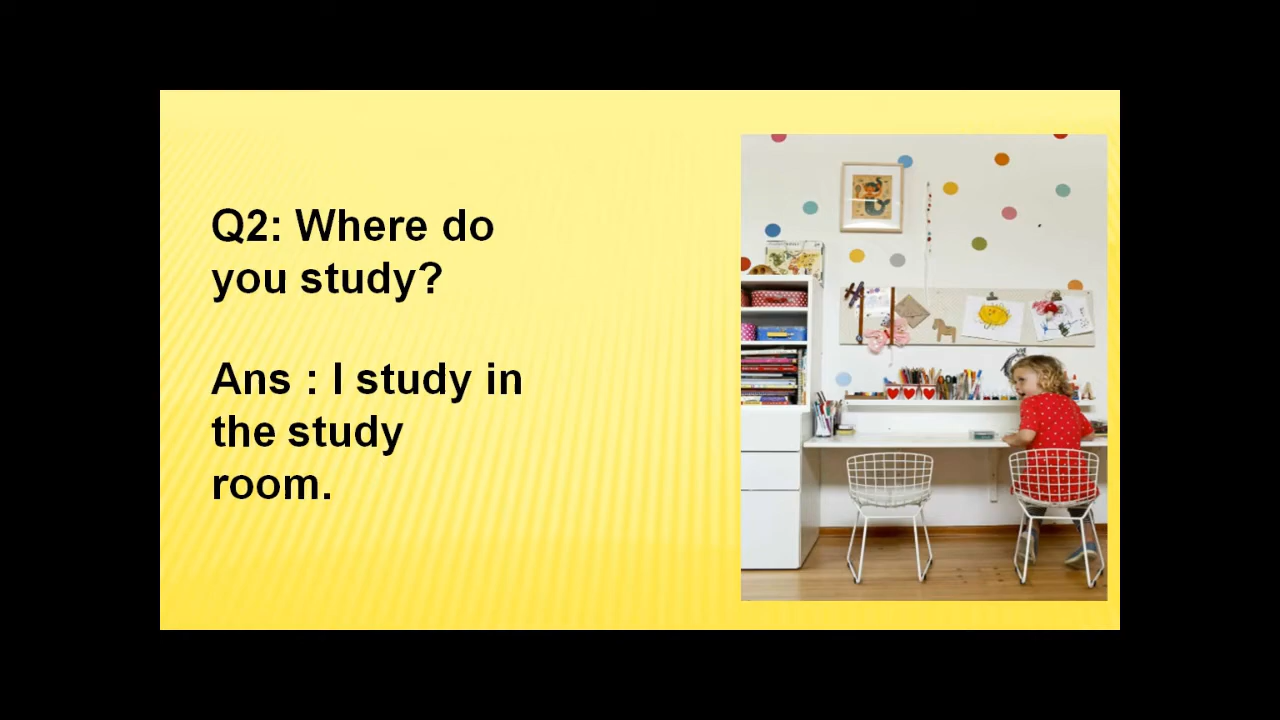 Q2: Where do
you study?
Ans : I study in
the study
room.